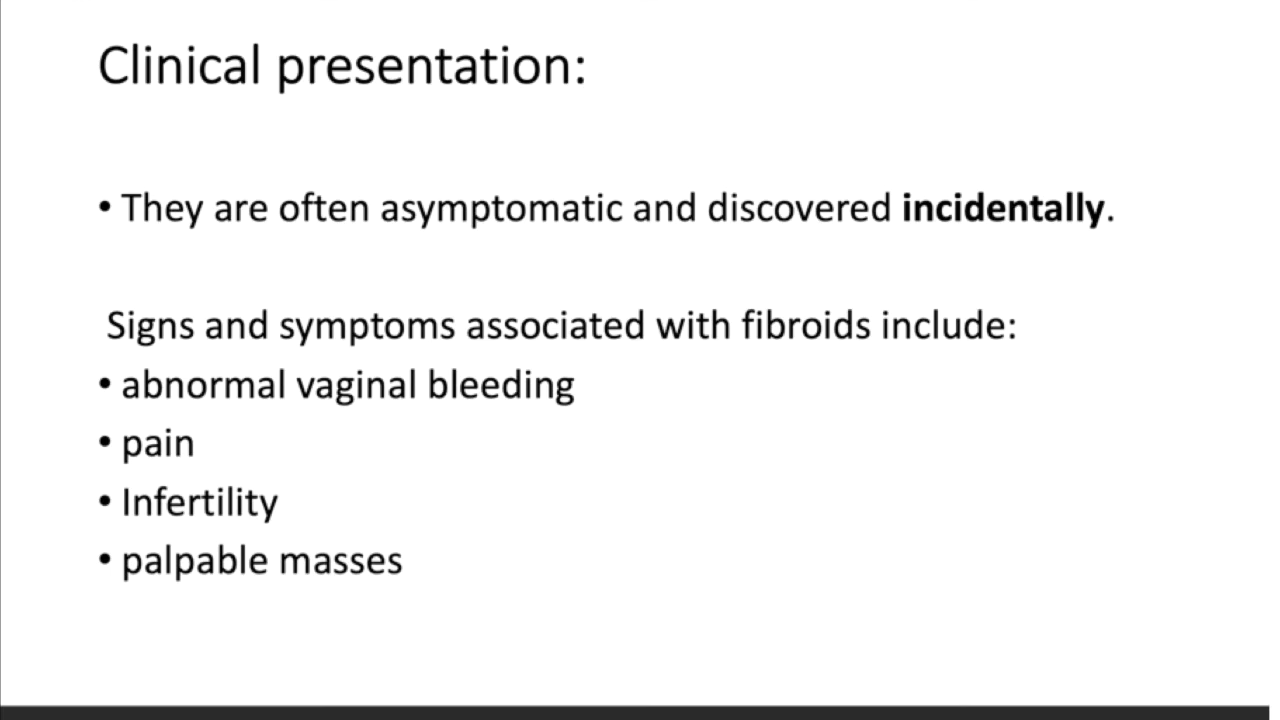 Clinical presentation:
• They are often asymptomatic and discovered incidentally.
Signs and symptoms associated with fibroids include:
• abnormal vaginal bleeding
• pain
• Infertility
• palpable masses